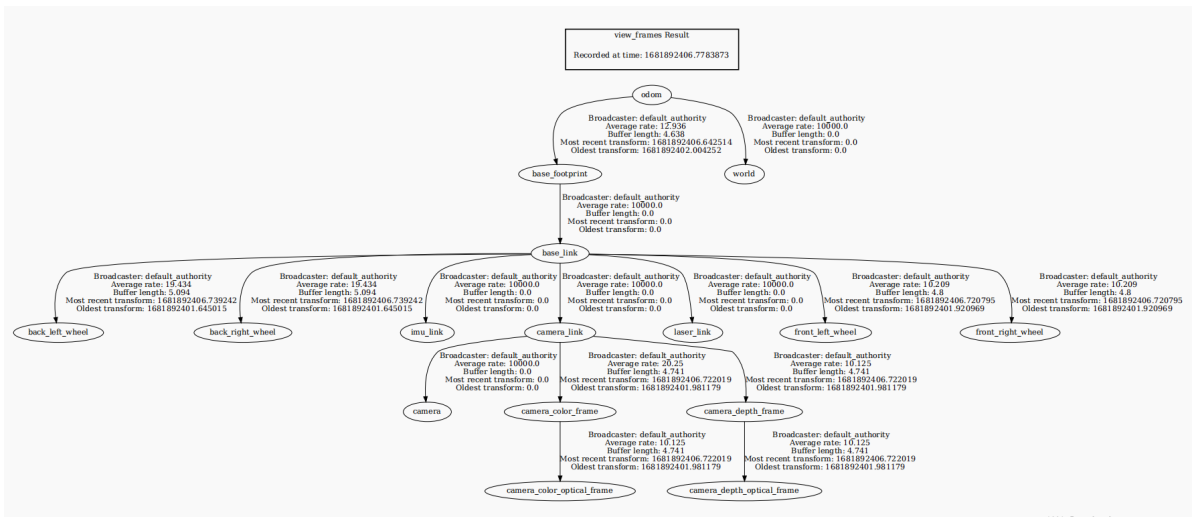 view_frames Result
Recorded at time: 1681892406.7783873
odom
Broadcaster: default_authority
Average rate: 12.936
Buffer length: 4.638
Most recent transform: 1681892406.642514
Oldest transform: 1681892402.004252
Broadcaster: default_authority
Average rate: 10000.0
Buffer length: 0.0
Most recent transform: 0.0
Oldest transform: 0.0
base_footprint
world
Broadcaster: default_authority
Average rate: 10000.0
Buffer length: 0.0
Most recent transform: 0.0
Oldest transform: 0.0
base_link
Broadcaster: default_authority
Average rate: 19.434
Buffer length: 5.094
Most recent transform: 1681892406.739242
Oldest transform: 1681892401.645015
Broadcaster: default_authority
Average rate: 19.434
Buffer length: 5.094
Most recent transform: 1681892406.739242
Oldest transform: 1681892401.645015
Broadcaster: default_authority
Average rate: 10000.0
Buffer length: 0.0
Most recent transform: 0.0
Oldest transform: 0.0
Broadcaster: default_authority
Average rate: 10000.0
Buffer length: 0.0
Most recent transform: 0.0
Oldest transform: 0.0
Broadcaster: default_authority
Average rate: 10000.0
Buffer length: 0.0
Most recent transform: 0.0
Oldest transform: 0.0
Broadcaster: default_authority
Average rate: 10.209
Buffer length: 4.8
Most recent transform: 1681892406.720795
Oldest transform: 1681892401.920969
Broadcaster: default_authority
Average rate: 10.209
Buffer length: 4.8
Most recent transform: 1681892406.720795
Oldest transform: 1681892401.920969
back_left_wheel
back_right_wheel
imu_link
camera_link
laser_link
front_left_wheel
front_right_wheel
Broadcaster: default_authority
Average rate: 10000.0
Buffer length: 0.0
Most recent transform: 0.0
Oldest transform: 0.0
Broadcaster: default_authority
Average rate: 20.25
Buffer length: 4.741
Most recent transform: 1681892406.722019
Oldest transform: 1681892401.981179
Broadcaster: default_authority
Average rate: 10.125
Buffer length: 4.741
Most recent transform: 1681892406.722019
Oldest transform: 1681892401.981179
camera
camera_color_frame
camera_depth_frame
Broadcaster: default_authority
Average rate: 10.125
Buffer length: 4.741
Most recent transform: 1681892406.722019
Oldest transform: 1681892401.981179
Broadcaster: default_authority
Average rate: 10.125
Buffer length: 4.741
Most recent transform: 1681892406.722019
Oldest transform: 1681892401.981179
camera_color_optical_frame
camera_depth_optical_frame